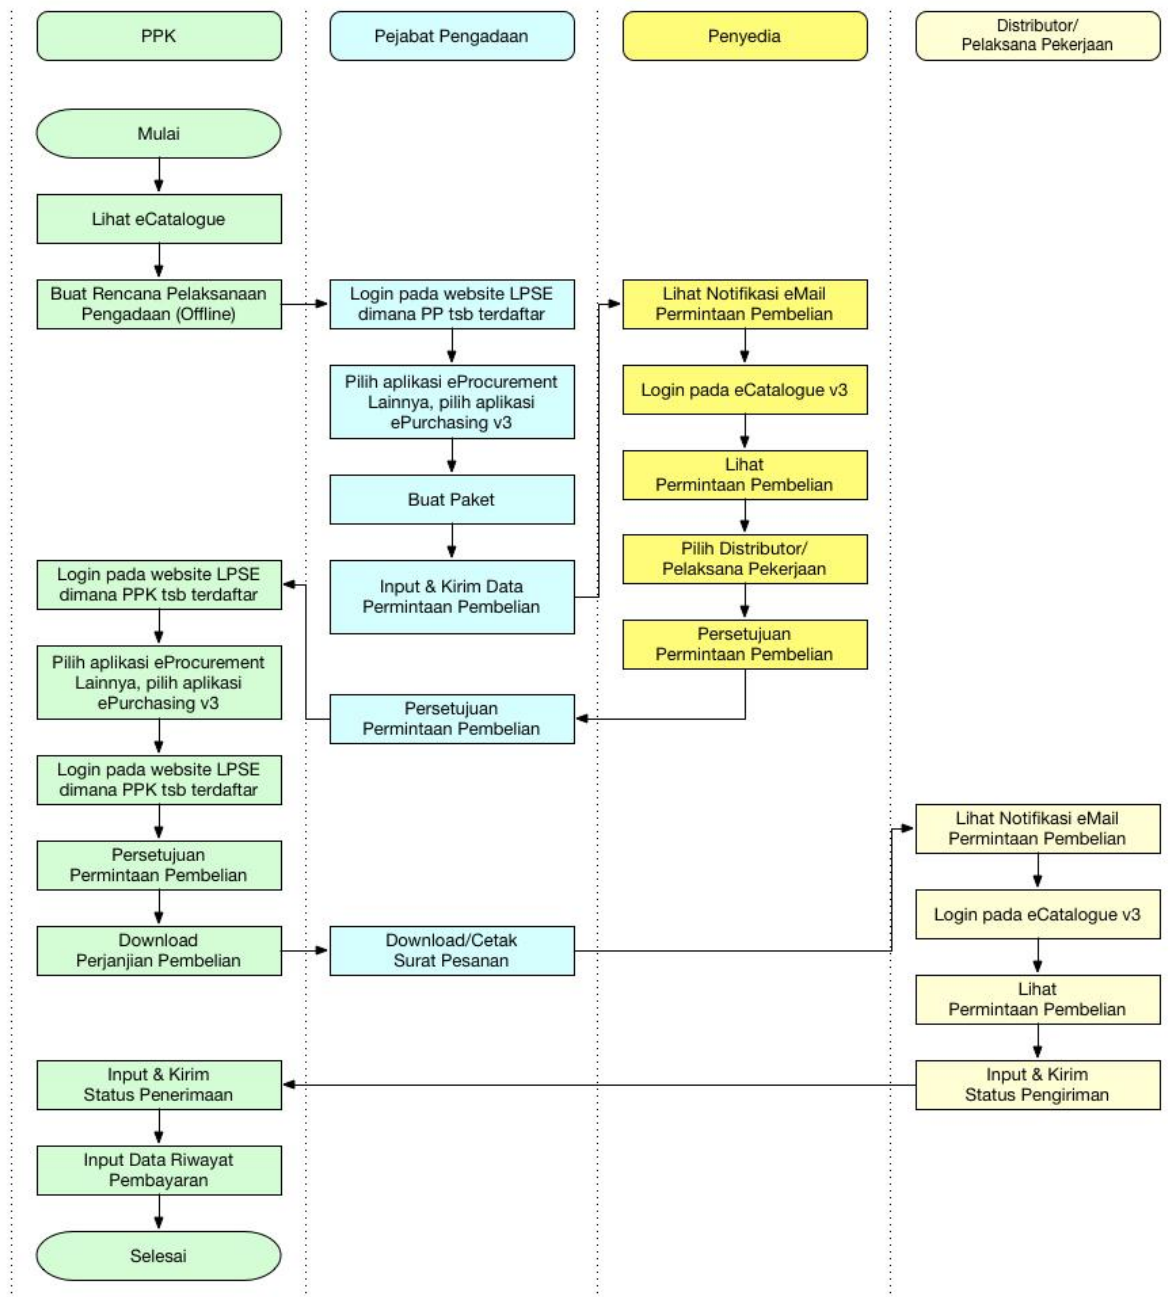 PPK
Pejabat Pengadaan
Penyedia
Distributor/
Pelaksana Pekerjaan
Mulai
Lihat eCatalogue
Buat Rencana Pelaksanaan
Pengadaan (Offline)
Login pada website LPSE
dimana PP tsb terdaftar
Pilih aplikasi eProcurement
Lainnya, pilih aplikasi
ePurchasing v3
Buat Paket
Input & Kirim Data
Permintaan Pembelian
Lihat Notifikasi eMail
Permintaan Pembelian
Login pada eCatalogue v3
Lihat
Permintaan Pembelian
Pilih Distributor/
Pelaksana Pekerjaan
Persetujuan
Permintaan Pembelian
Persetujuan
Permintaan Pembelian
Login pada website LPSE
dimana PPK tsb terdaftar
Pilih aplikasi eProcurement
Lainnya, pilih aplikasi
ePurchasing v3
Login pada website LPSE
dimana PPK tsb terdaftar
Persetujuan
Permintaan Pembelian
Download
Perjanjian Pembelian
Download/Cetak
Surat Pesanan
Lihat Notifikasi eMail
Permintaan Pembelian
Login pada eCatalogue v3
Lihat
Permintaan Pembelian
Input & Kirim
Status Pengiriman
Input & Kirim
Status Penerimaan
Input Data Riwayat
Pembayaran
Selesai